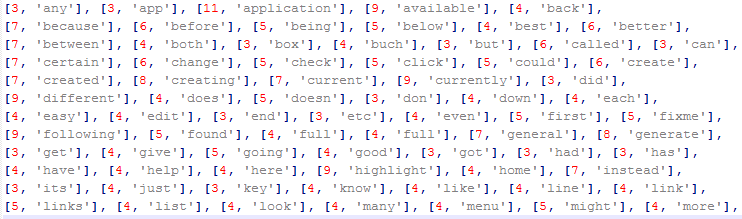 [3, 'any'], [3, 'app'], [11, 'application'], [9, 'available'], [4, 'back'],
[7, 'because'], [6, 'before'], [5, 'being'], [5, 'below'], [4, 'best'], [6, 'better'],
[7, 'between'], [4, 'both'], [3, 'box'], [4, 'buch'], [3, 'but'], [6, 'called'], [3, 'can'],
[7, 'certain'], [6, 'change'], [5, 'check'], [5, 'click'], [5, 'could'], [6, 'create'],
[7, 'created'], [8, 'creating'], [7, 'current'], [9, 'currently'], [3, 'did'],
[9, 'different'], [4, 'does'], [5, 'doesn'], [3, 'don'], [4, 'down'], [4, 'each'],
[4, 'easy'], [4, 'edit'], [3, 'end'], [3, 'etc'], [4, 'even'], [5, 'first'], [5, 'fixme'],
[9, 'following'], [5, 'found'], [4, 'full'], [4, 'full'], [7, 'general'], [8, 'generate'],
[3, 'get'], [4, 'give'], [5, 'going'], [4, 'good'], [3, 'got'], [3, 'had'], [3, 'has'],
[4, 'have'], [4, 'help'], [4, 'here'], [9, 'highlight'], [4, 'home'], [7, 'instead'],
[3, 'its'], [4, 'just'], [3, 'key'], [4, 'know'], [4, 'like'], [4, 'line'], [4, 'link'],
[5, 'links'], [4, 'list'], [4, 'look'], [4, 'many'], [4, 'menu'], [5, 'might'], [4, 'more'],